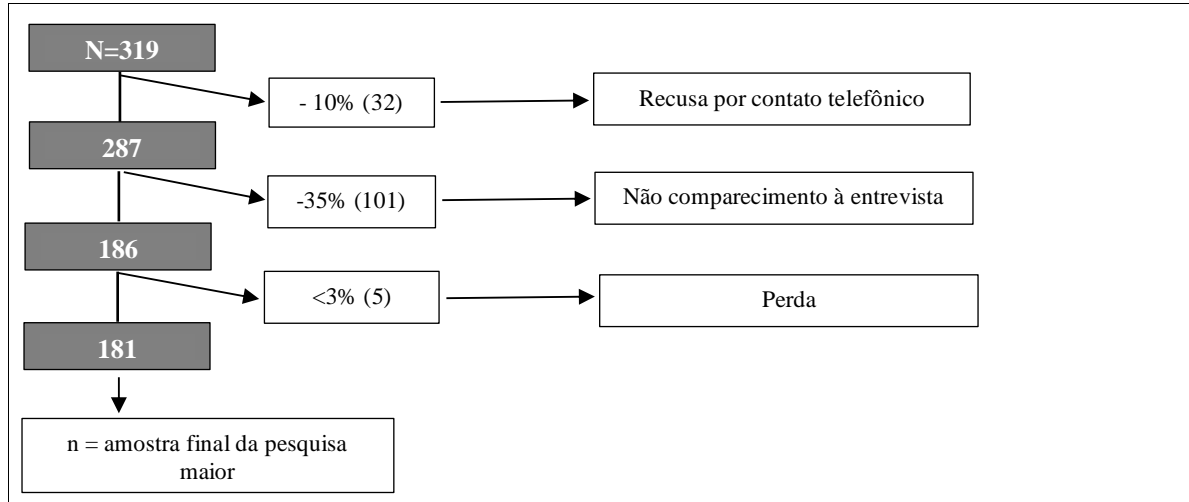 N=319
- 10% (32)
Recusa por contato telefônico
287
-35% (101)
Não comparecimento à entrevista
186
<3% (5)
Perda
181
n = amostra final da pesquisa
maior